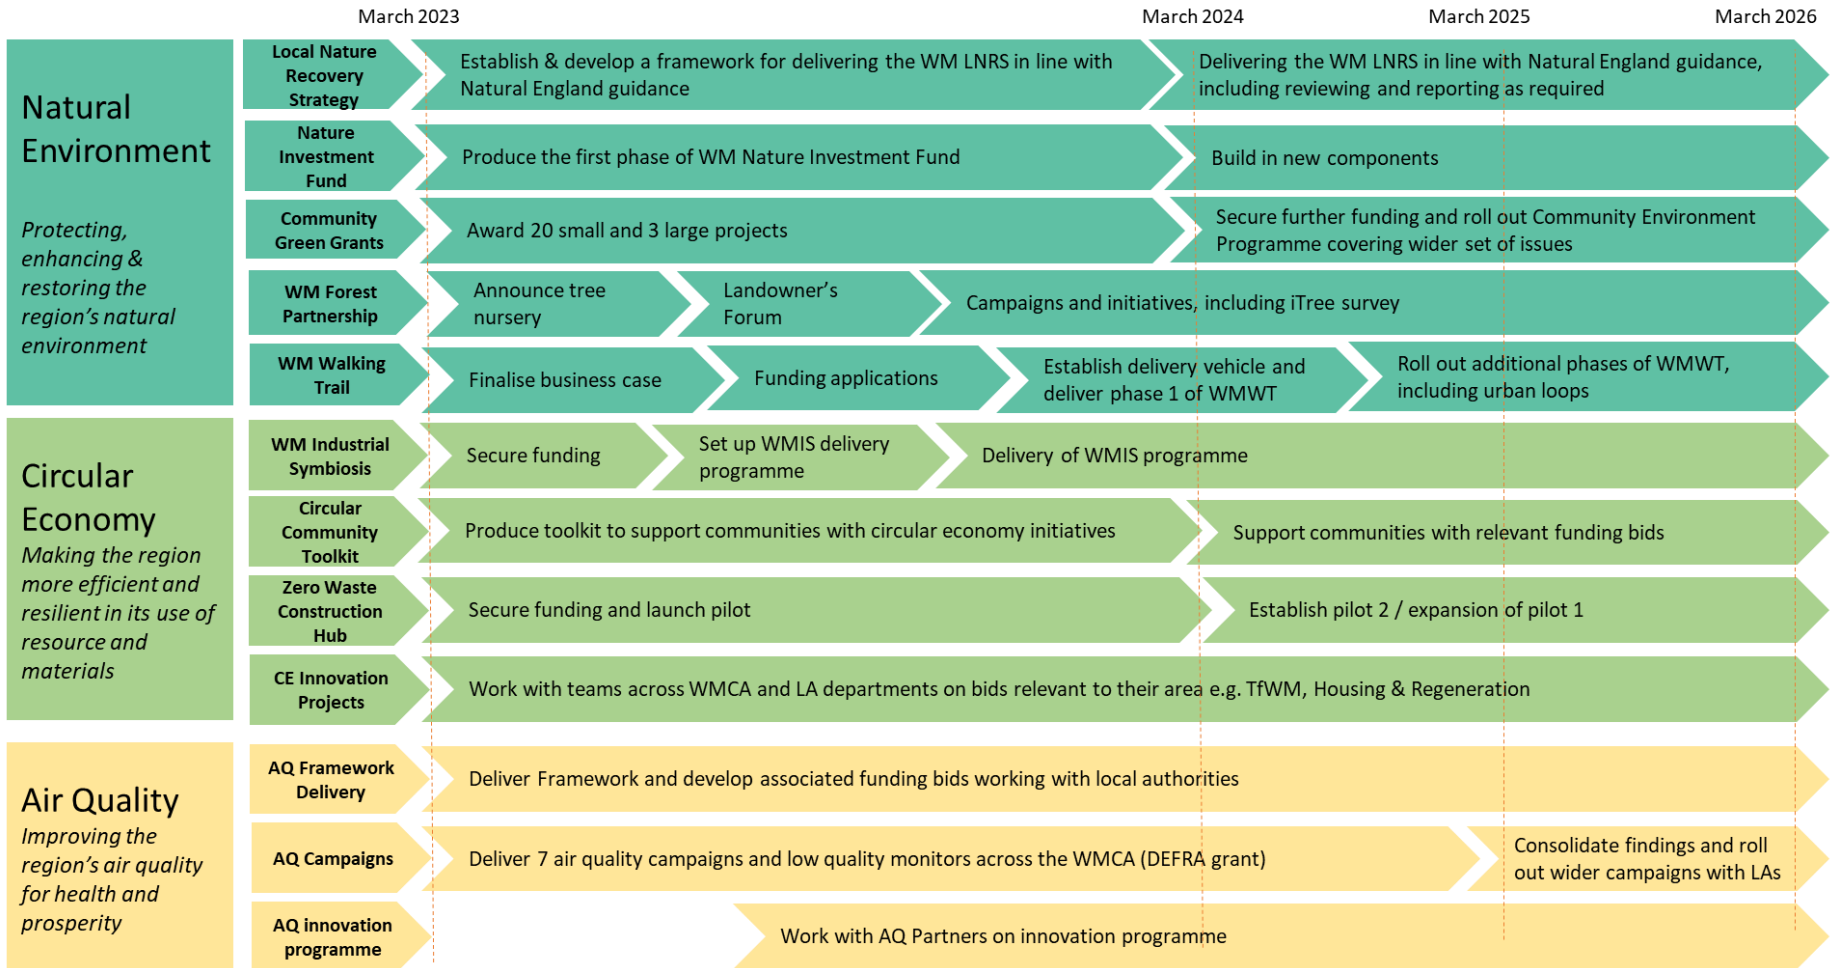 March 2023
March 2024
March 2025
March 2026
Natural
Environment
Protecting,
enhancing &
restoring the
region's natural
environment
Local Nature
Recovery
Strategy
Establish & develop a framework for delivering the WM LNRS in line with
Natural England guidance
Delivering the WM LNRS in line with Natural England guidance,
including reviewing and reporting as required
Nature
Investment
Fund
Produce the first phase of WM Nature Investment Fund
Build in new components
Community
Green Grants
Award 20 small and 3 large projects
Secure further funding and roll out Community Environment
Programme covering wider set of issues
WM Forest
Partnership
Announce tree
nursery
Landowner's
Forum
Campaigns and initiatives, including iTree survey
WM Walking
Trail
Finalise business case
Funding applications
Establish delivery vehicle and
deliver phase 1 of WMWT
Roll out additional phases of WMWT,
including urban loops
Circular
Economy
Making the region
more efficient and
resilient in its use of
resource and
materials
WM Industrial
Symbiosis
Secure funding
Set up WMIS delivery
programme
Delivery of WMIS programme
Circular
Community
Toolkit
Produce toolkit to support communities with circular economy initiatives
Support communities with relevant funding bids
Zero Waste
Construction
Hub
Secure funding and launch pilot
Establish pilot 2 / expansion of pilot 1
CE Innovation
Projects
Work with teams across WMCA and LA departments on bids relevant to their area e.g. TfWM, Housing & Regeneration
Air Quality
Improving the
region's air quality
for health and
prosperity
AQ Framework
Delivery
Deliver Framework and develop associated funding bids working with local authorities
AQ Campaigns
Deliver 7 air quality campaigns and low quality monitors across the WMCA (DEFRA grant)
Consolidate findings and roll
out wider campaigns with LAs
AQ innovation
programme
Work with AQ Partners on innovation programme